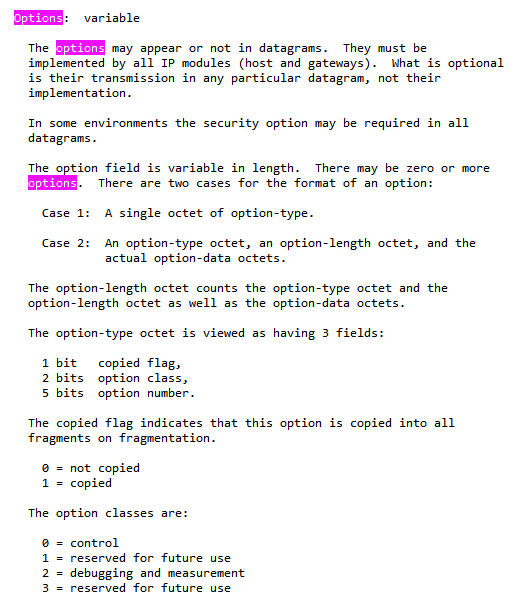 Options:  variable
The options may appear or not in datagrams.  They must be
implemented by all IP modules (host and gateways).  What is optional
is their transmission in any particular datagram, not their
implementation.
In some environments the security option may be required in all
datagrams.
The option field is variable in length.  There may be zero or more
options.  There are two cases for the format of an option:
Case 1:  A single octet of option-type.
Case 2:  An option-type octet, an option-length octet, and the
actual option-data octets.
The option-length octet counts the option-type octet and the
option-length octet as well as the option-data octets.
The option-type octet is viewed as having 3 fields:
1 bit   copied flag,
2 bits  option class,
5 bits  option number.
The copied flag indicates that this option is copied into all
fragments on fragmentation.
0 = not copied
1 = copied
The option classes are:
0 = control
1 = reserved for future use
2 = debugging and measurement
3 = reserved for future use